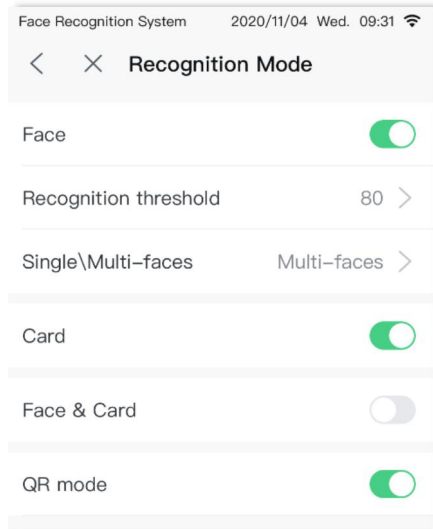 Face Recognition System 2020/11/04 Wed. 09:31
Recognition Mode
Face
Recognition threshold 80
Single\Multi-faces Multi-faces
Card
Face & Card
QR mode